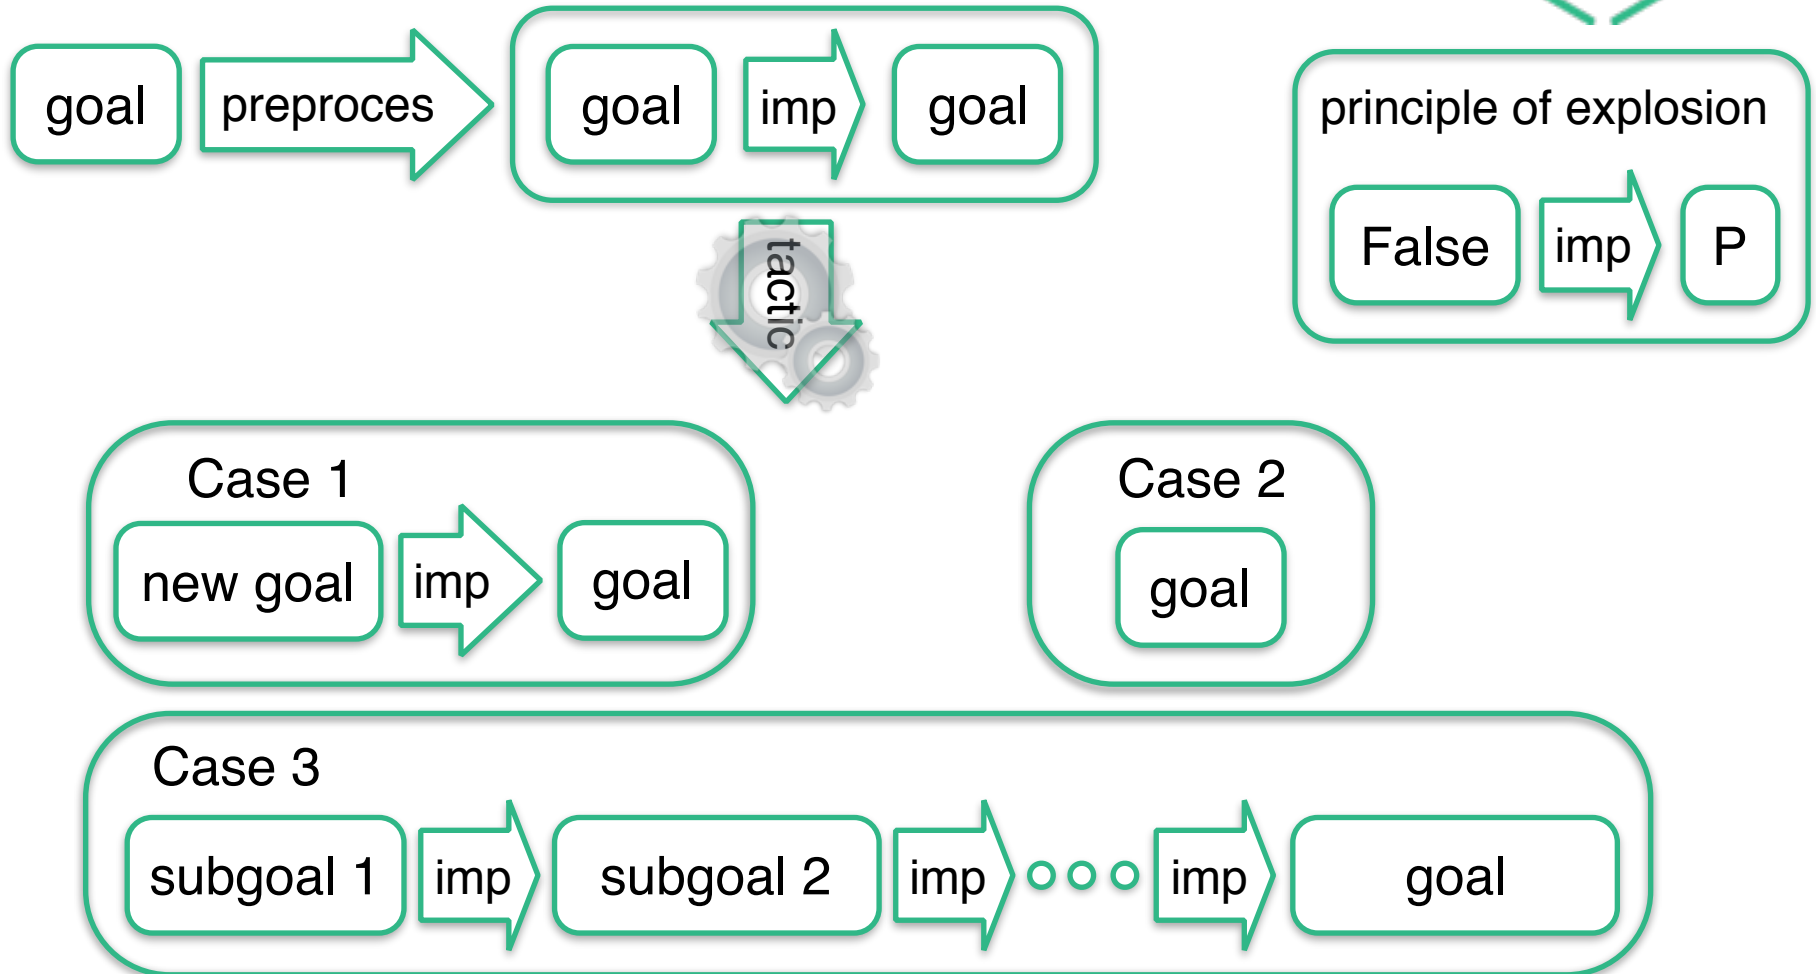 goal preproces goal imp goal
principle of explosion
False imp P
tactic
Case 1
new goal imp goal
Case 2
goal
Case 3
subgoal 1 imp subgoal 2 imp imp goal